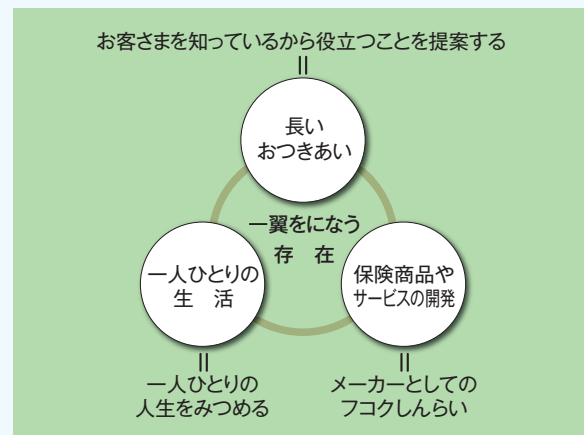 お客さまを知っているから役立つことを提案する
長い
おつきあい
一翼をになう
存　在
一人ひとりの
生　活
保険商品や
サービスの開発
一人ひとりの
人生をみつめる
メーカーとしての
フコクしんらい